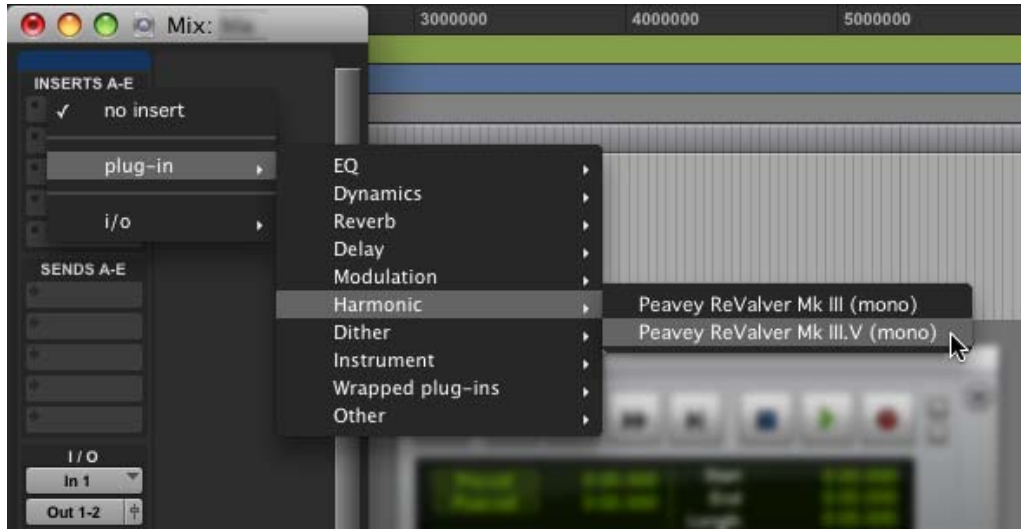 Mix:
3000000
4000000
5000000
INSERTS A-E
✓ no insert
plug-in
i/o
EQ
Dynamics
Reverb
Delay
Modulation
Harmonic
Dither
Instrument
Wrapped plug-ins
Other
Peavey ReValver Mk III (mono)
Peavey ReValver Mk III.V (mono)
SENDS A-E
I / O
In 1
Out 1-2